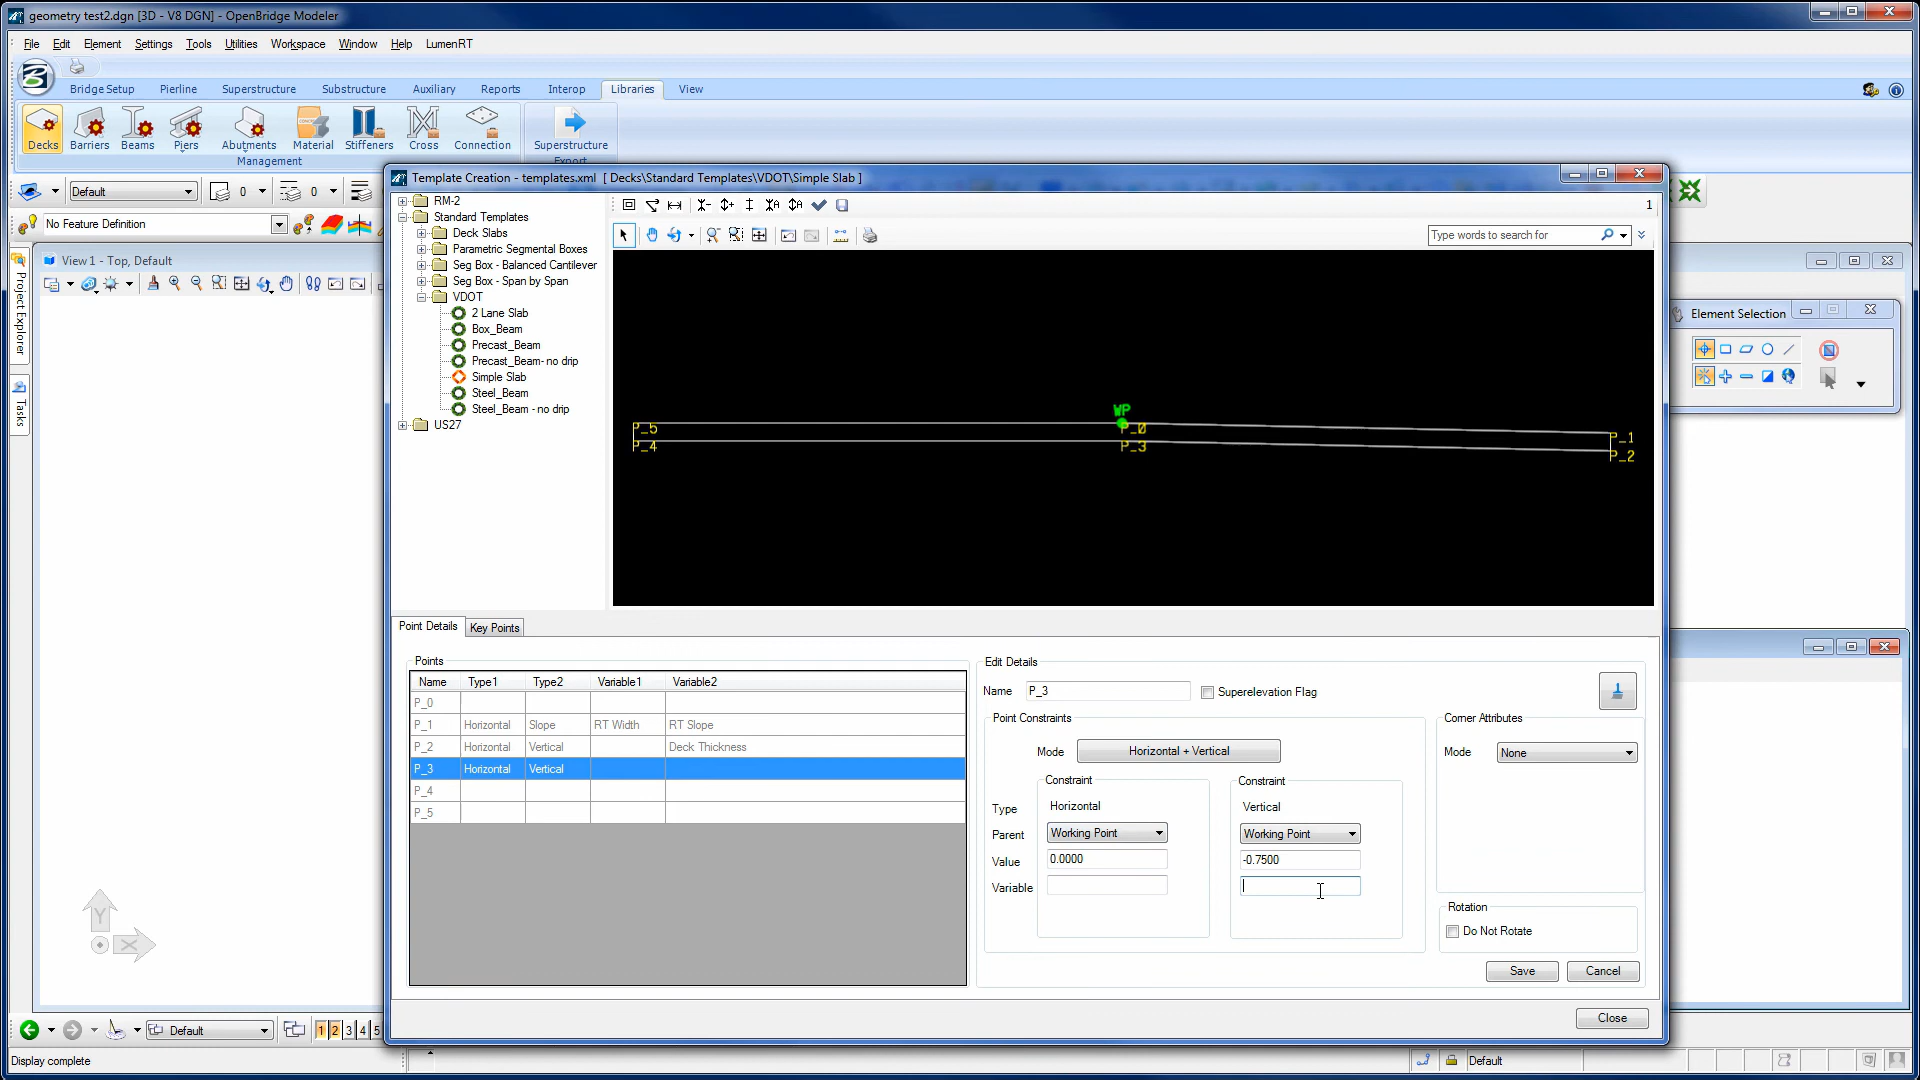 geometry test2.dgn [3D - V8 DGN] - OpenBridge Modeler
File Edit Element Settings Tools Utilities Workspace Window Help LumenRT
Bridge Setup Pierline Superstructure Substructure Auxiliary Reports Interop Libraries View
Decks Barriers Beams Piers Abutments Material Stiffeners Cross Connection Superstructure
Management Export
Default 0 0
No Feature Definition
Project Explorer
Tasks
View 1 - Top, Default
Template Creation - templates.xml [ Decks\Standard Templates\VDOT\Simple Slab ]
RM-2
Standard Templates
Deck Slabs
Parametric Segmental Boxes
Seg Box - Balanced Cantilever
Seg Box - Span by Span
VDOT
2 Lane Slab
Box_Beam
Precast_Beam
Precast_Beam- no drip
Simple Slab
Steel_Beam
Steel_Beam - no drip
US27
1
Type words to search for
WP
P_5 P_0 P_1
P_4 P_3 P_2
Element Selection
Point Details Key Points
Points
Name Type1 Type2 Variable1 Variable2
P_0
P_1 Horizontal Slope RT Width RT Slope
P_2 Horizontal Vertical Deck Thickness
P_3 Horizontal Vertical
P_4
P_5
Edit Details
Name P_3 Superelevation Flag
Point Constraints
Mode Horizontal + Vertical
Constraint Constraint
Type Horizontal Vertical
Parent Working Point Working Point
Value 0.0000 -0.7500
Variable
Corner Attributes
Mode None
Rotation
Do Not Rotate
Save Cancel
Close
Y
X
Default 1 2 3 4 5
Display complete
Default